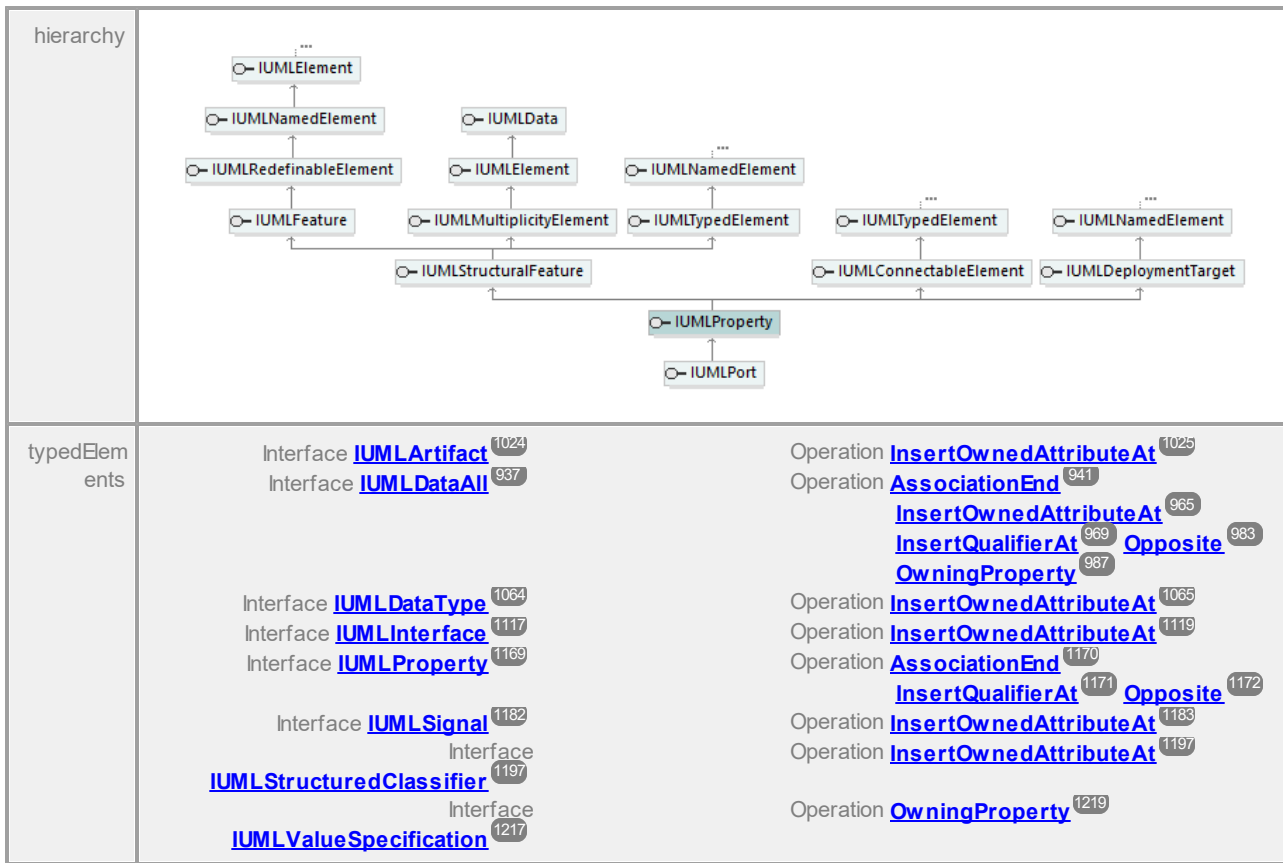 hierarchy
...
IUMLElement
IUMLNamedElement
IUMLData
...
IUMLRedefinableElement
IUMLElement
IUMLNamedElement
...
...
IUMLFeature
IUMLMultiplicityElement
IUMLTypedElement
IUMLTypedElement
IUMLNamedElement
IUMLStructuralFeature
IUMLConnectableElement
IUMLDeploymentTarget
IUMLProperty
IUMLPort
typedElem
ents
Interface IUMLArtifact 1024
Operation InsertOwnedAttributeAt 1025
Interface IUMLDataAll 937
Operation AssociationEnd 941
InsertOwnedAttributeAt 965
InsertQualifierAt 969 Opposite 983
OwningProperty 987
Interface IUMLDataType 1064
Operation InsertOwnedAttributeAt 1065
Interface IUMLInterface 1117
Operation InsertOwnedAttributeAt 1119
Interface IUMLProperty 1169
Operation AssociationEnd 1170
InsertQualifierAt 1171 Opposite 1172
Interface IUMLSignal 1182
Operation InsertOwnedAttributeAt 1183
Interface
IUMLStructuredClassifier 1197
Operation InsertOwnedAttributeAt 1197
Interface
IUMLValueSpecification 1217
Operation OwningProperty 1219